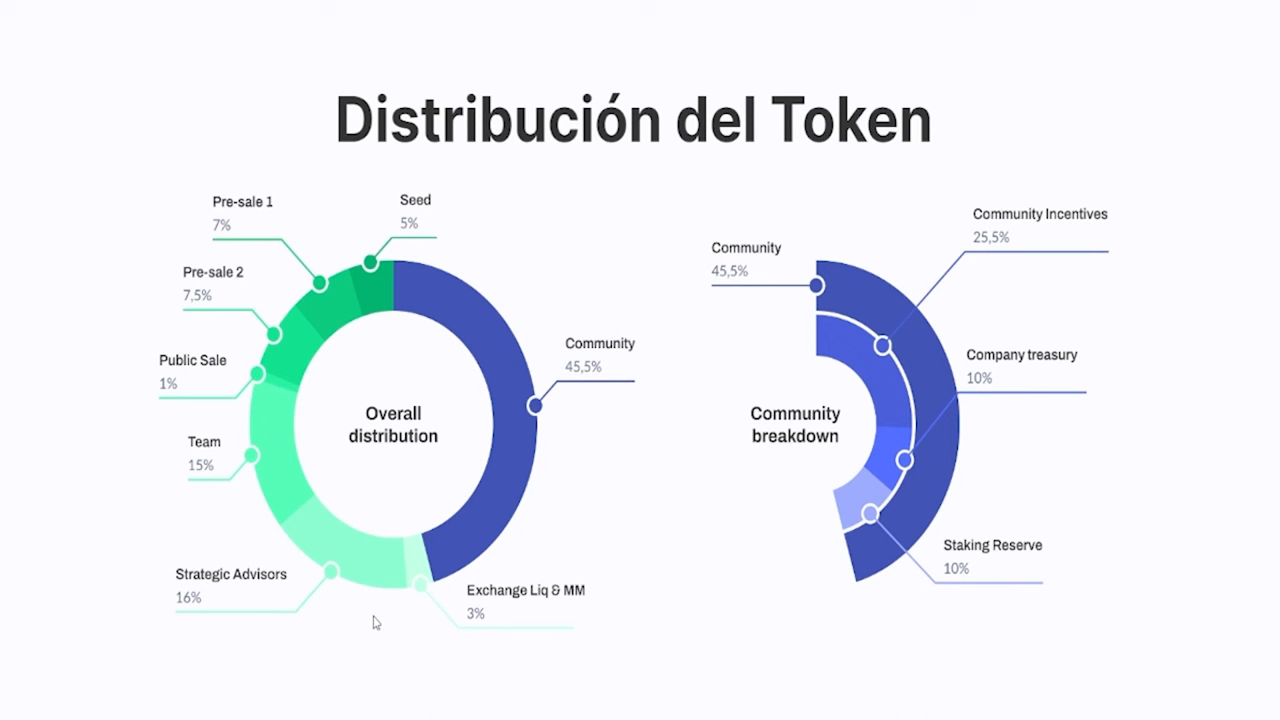 Distribución del Token
Pre-sale 1
7%
Seed
5%
Pre-sale 2
7,5%
Public Sale
1%
Team
15%
Strategic Advisors
16%
Exchange Liq & MM
3%
Community
45,5%
Overall
distribution
Community
45,5%
Community Incentives
25,5%
Company treasury
10%
Staking Reserve
10%
Community
breakdown